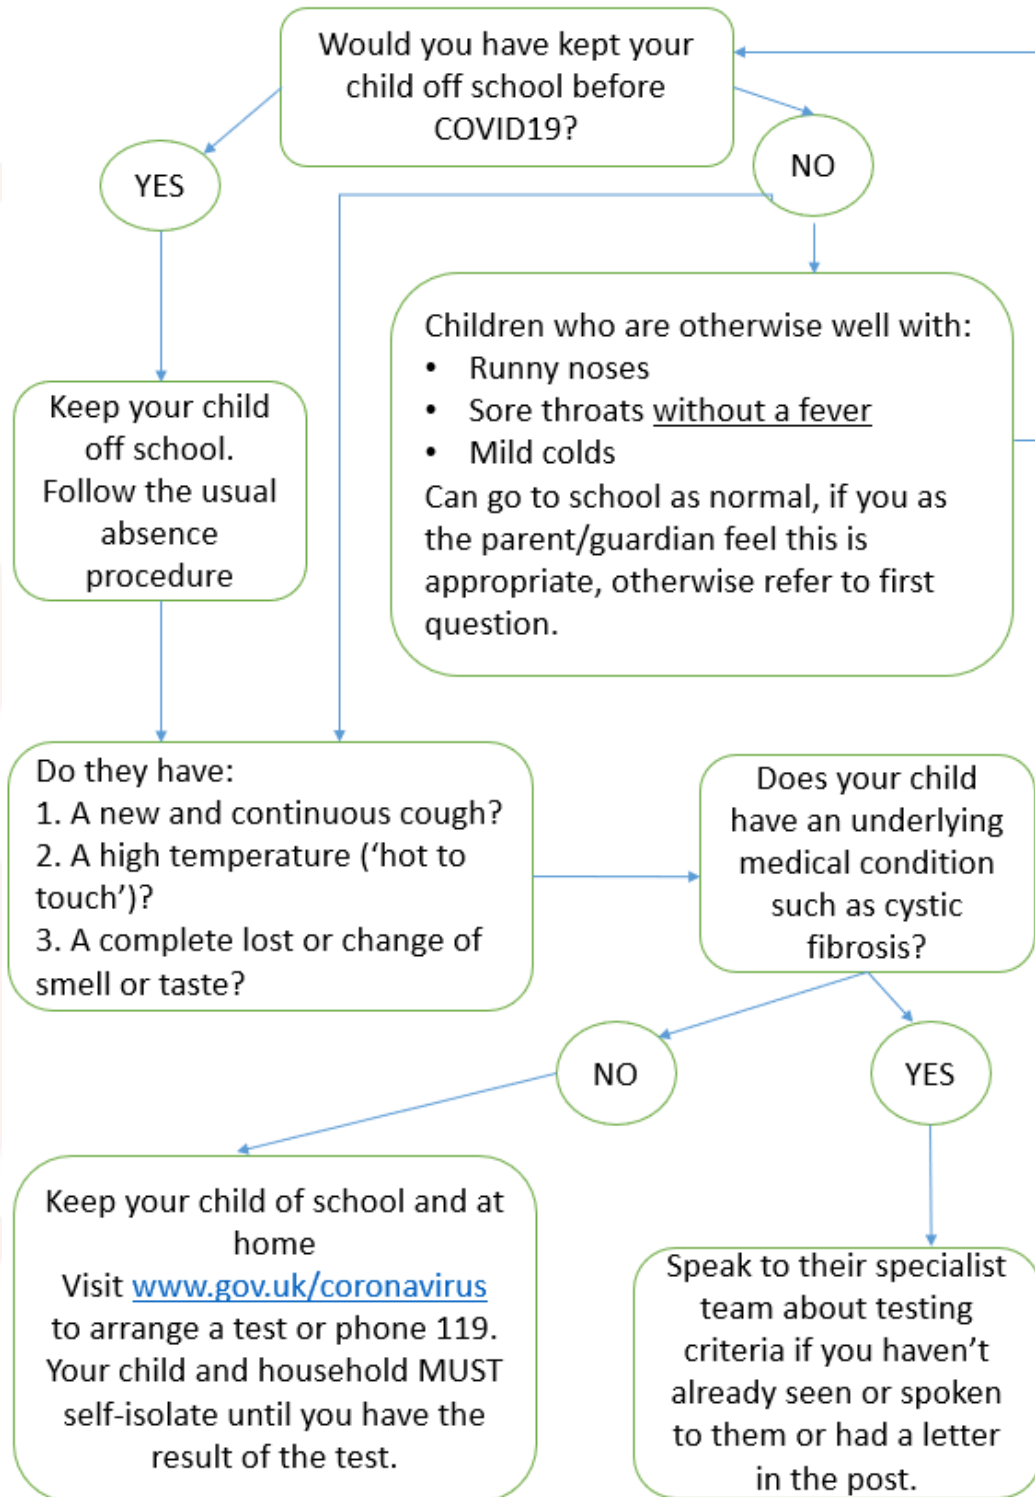 Would you have kept your
child off school before
COVID19?
YES
NO
Children who are otherwise well with:
• Runny noses
• Sore throats without a fever
• Mild colds
Can go to school as normal, if you as
the parent/guardian feel this is
appropriate, otherwise refer to first
question.
Keep your child
off school.
Follow the usual
absence
procedure
Do they have:
1. A new and continuous cough?
2. A high temperature (‘hot to
touch’)?
3. A complete lost or change of
smell or taste?
Does your child
have an underlying
medical condition
such as cystic
fibrosis?
NO
YES
Keep your child of school and at
home
Visit www.gov.uk/coronavirus
to arrange a test or phone 119.
Your child and household MUST
self-isolate until you have the
result of the test.
Speak to their specialist
team about testing
criteria if you haven’t
already seen or spoken
to them or had a letter
in the post.